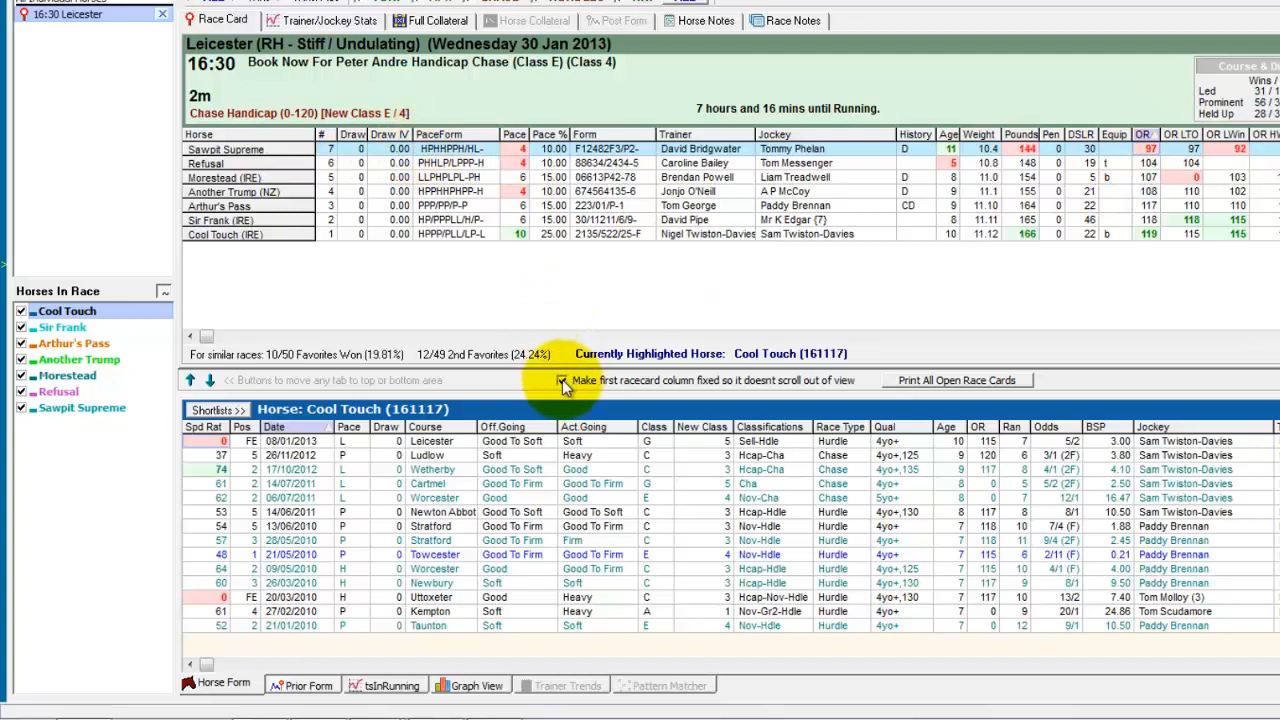 16:30 Leicester
Race Card Trainer/Jockey Stats Full Collateral Horse Collateral Post Form Horse Notes Race Notes
Leicester (RH - Stiff / Undulating) (Wednesday 30 Jan 2013)
16:30 Book Now For Peter Andre Handicap Chase (Class E) (Class 4)
2m
Chase Handicap (0-120) [New Class E / 4]
7 hours and 16 mins until Running.
Course & Di
Wins /
Led 31 / 1
Prominent 56 / 3
Held Up 28 / 3
Horse # Draw Draw IV PaceForm Pace Pace % Form Trainer Jockey History Age Weight Pounds Pen DSLR Equip OR OR LTO OR LWin OR HW
Sawpit Supreme 7 0 0.00 HPHHPPH/HL- 4 10.00 F12482F3/P2- David Bridgwater Tommy Phelan D 11 10.4 144 0 30 97 97 92
Refusal 6 0 0.00 PHHLP/LPPP-H 4 10.00 88634/2434-5 Caroline Bailey Tom Messenger 5 10.8 148 0 19 t 104 104
Morestead (IRE) 5 0 0.00 LLPHLPL-PH 6 15.00 06613P42-78 Brendan Powell Liam Treadwell D 8 11.0 154 0 5 b 107 0 103
Another Trump (NZ) 4 0 0.00 HPPHHPHPP-H 4 10.00 674564135-6 Jonjo O'Neill A P McCoy D 9 11.1 155 0 21 108 110 102
Arthur's Pass 3 0 0.00 PPP/PP/P-P 6 15.00 223/01/P-1 Tom George Paddy Brennan CD 9 11.10 164 0 22 117 110 110
Sir Frank (IRE) 2 0 0.00 HP/PPPLL/H/P- 6 15.00 30/11211/6/9- David Pipe Mr K Edgar {7} 8 11.11 165 0 46 118 118 115
Cool Touch (IRE) 1 0 0.00 HPPP/LL/LP-L 10 25.00 2135/522/25-F Nigel Twiston-Davies Sam Twiston-Davies 10 11.12 166 0 22 b 119 115 115
Horses In Race
Cool Touch
Sir Frank
Arthur's Pass
Another Trump
Morestead
Refusal
Sawpit Supreme
For similar races: 10/50 Favorites Won (19.81%) 12/49 2nd Favorites (24.24%) Currently Highlighted Horse: Cool Touch (161117)
<< Buttons to move any tab to top or bottom area Make first racecard column fixed so it doesnt scroll out of view Print All Open Race Cards
Shortlists >> Horse: Cool Touch (161117)
Spd Rat Pos Date Pace Draw Course Off.Going Act.Going Class New Class Classifications Race Type Qual Age OR Ran Odds BSP Jockey
0 FE 08/01/2013 L 0 Leicester Good To Soft Soft G 5 Sell-Hdle Hurdle 4yo+ 10 115 7 5/2 3.00 Sam Twiston-Davies
37 5 26/11/2012 P 0 Ludlow Soft Heavy C 3 Hcap-Cha Chase 4yo+,125 9 120 6 5/2 (F) 3.80 Sam Twiston-Davies
74 2 17/10/2012 L 0 Wetherby Good To Soft Good C 3 Hcap-Cha Chase 4yo+,135 9 117 8 4/1 (2F) 4.10 Sam Twiston-Davies
61 2 14/07/2011 L 0 Cartmel Good To Firm Good To Firm G 5 Cha Chase 4yo+ 8 0 5 5/2 (2F) 2.50 Sam Twiston-Davies
62 2 06/07/2011 L 0 Worcester Good Good E 4 Nov-Cha Chase 5yo+ 8 0 7 12/1 16.47 Sam Twiston-Davies
53 5 14/06/2011 P 0 Newton Abbot Good To Soft Good To Soft C 3 Hcap-Hdle Hurdle 4yo+,130 8 117 8 8/1 10.50 Sam Twiston-Davies
54 5 13/06/2010 P 0 Stratford Good To Firm Good C 3 Nov-Hdle Hurdle 4yo+ 7 118 10 7/4 (F) 1.88 Paddy Brennan
57 3 28/05/2010 P 0 Stratford Good To Firm Firm C 3 Nov-Hdle Hurdle 4yo+ 7 118 11 9/4 (2F) 2.45 Paddy Brennan
48 1 21/05/2010 P 0 Towcester Good To Firm Good To Firm E 4 Nov-Hdle Hurdle 4yo+ 7 115 6 2/11 (F) 0.21 Paddy Brennan
64 2 09/05/2010 H 0 Worcester Good Good To Firm C 3 Hcap-Hdle Hurdle 4yo+,125 7 112 6 4/1 (F) 4.00 Paddy Brennan
60 3 26/03/2010 H 0 Newbury Soft Soft C 3 Hcap-Hdle Hurdle 4yo+,130 7 112 9 8/1 9.50 Paddy Brennan
0 FE 20/03/2010 H 0 Uttoxeter Good To Soft Heavy C 3 Hcap-Nov-Hdle Hurdle 4yo+,120 7 112 9 13/2 7.40 Tom Molloy (3)
61 4 27/02/2010 P 0 Kempton Soft Heavy A 1 Nov-Gr2-Hdle Hurdle 4yo+ 7 0 9 20/1 24.86 Tom Scudamore
52 2 21/01/2010 P 0 Taunton Soft Soft E 4 Nov-Hdle Hurdle 4yo+ 7 0 12 9/1 10.50 Paddy Brennan
Horse Form Prior Form tsInRunning Graph View Trainer Trends Pattern Matcher